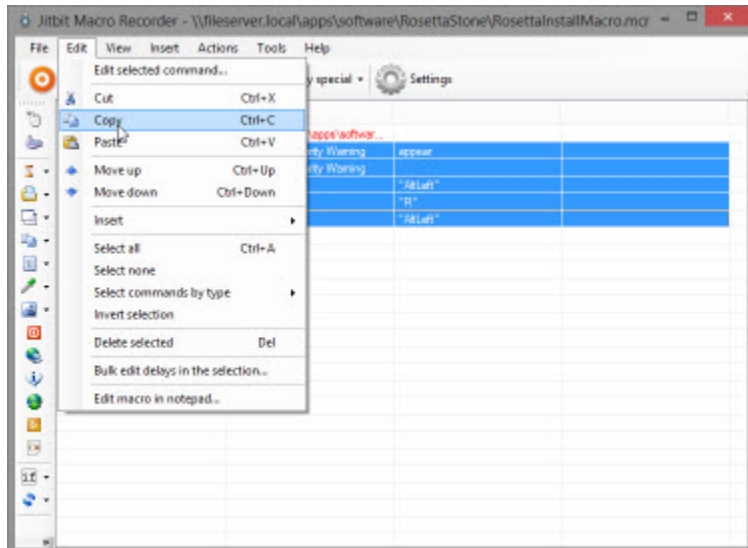 Jitbit Macro Recorder - \\fileserver.local\apps\software\RosettaStone\RosettaInstallMacro.mcr
File Edit View Insert Actions Tools Help
Edit selected command...
y special
Settings
Cut Ctrl+X
Copy Ctrl+C
\apps\softwar...
Paste Ctrl+V
rity Warning appear
Move up Ctrl+Up
rity Warning
Move down Ctrl+Down
"AltLeft"
"R"
Insert
"AltLeft"
Select all Ctrl+A
Select none
Select commands by type
Invert selection
Delete selected Del
Bulk edit delays in the selection...
Edit macro in notepad...
if